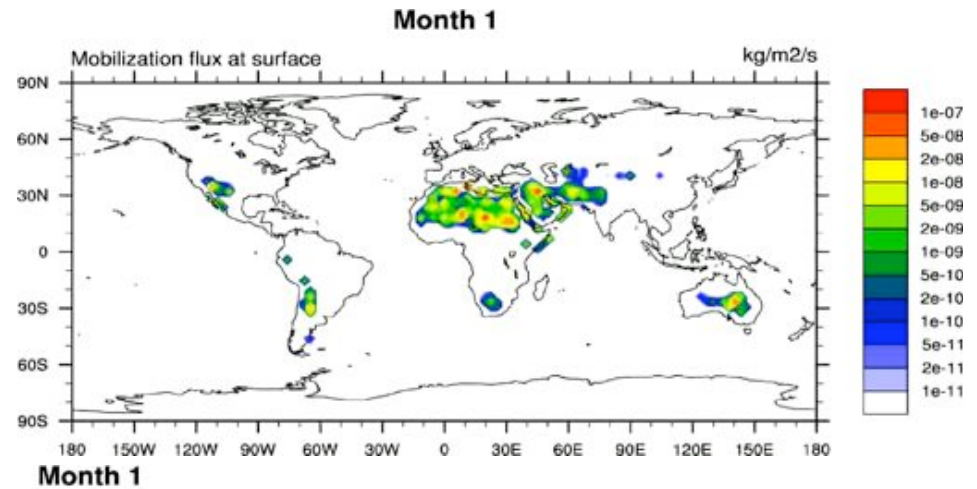 Month 1
Mobilization flux at surface kg/m2/s
90N
60N
30N
0
30S
60S
90S
180 150W 120W 90W 60W 30W 0 30E 60E 90E 120E 150E 180
1e-07
5e-08
2e-08
1e-08
5e-09
2e-09
1e-09
5e-10
2e-10
1e-10
5e-11
2e-11
1e-11
Month 1